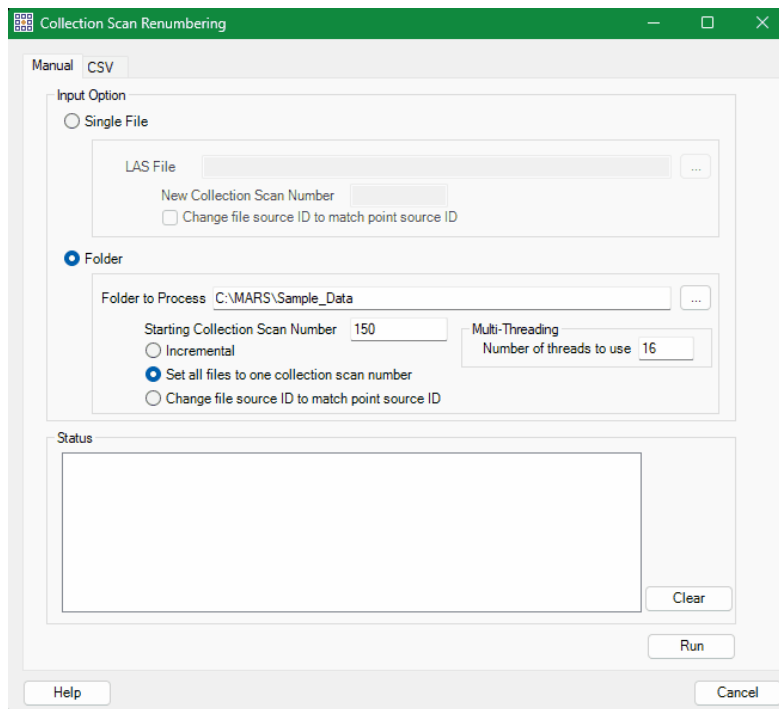 Collection Scan Renumbering
Manual CSV
Input Option
Single File
LAS File ...
New Collection Scan Number
Change file source ID to match point source ID
Folder
Folder to Process C:\MARS\Sample_Data ...
Starting Collection Scan Number 150
Multi-Threading
Incremental
Number of threads to use 16
Set all files to one collection scan number
Change file source ID to match point source ID
Status
Clear
Run
Help Cancel